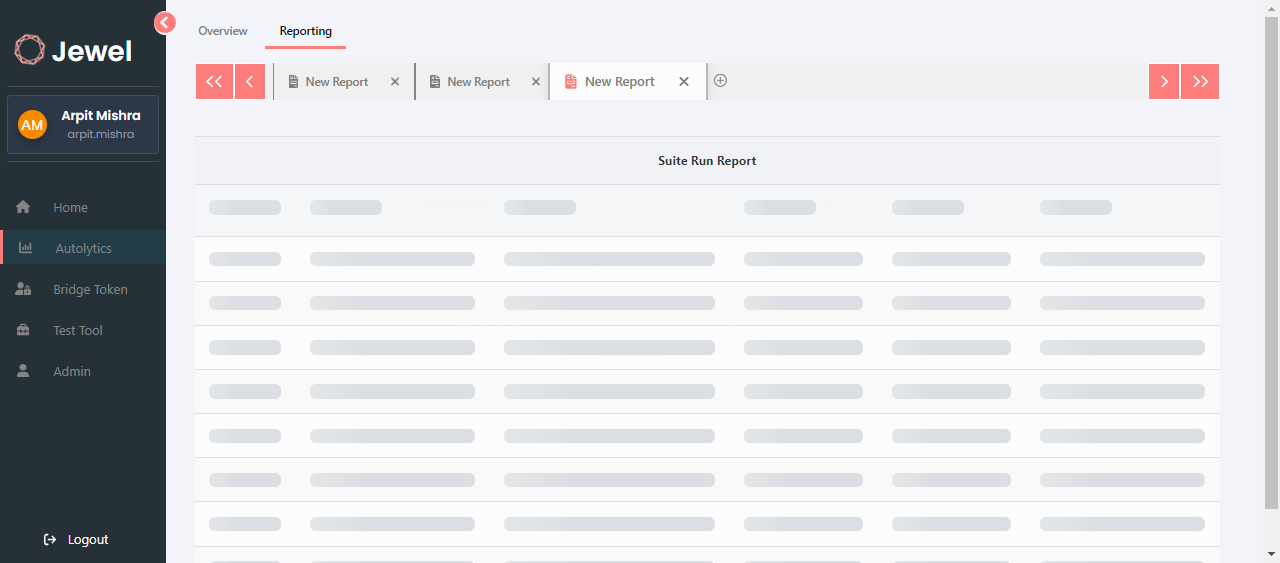 Overview
Reporting
Jewel
New Report
New Report
New Report
AM
Arpit Mishra
arpit.mishra
Suite Run Report
Home
Autolytics
Bridge Token
Test Tool
Admin
Logout